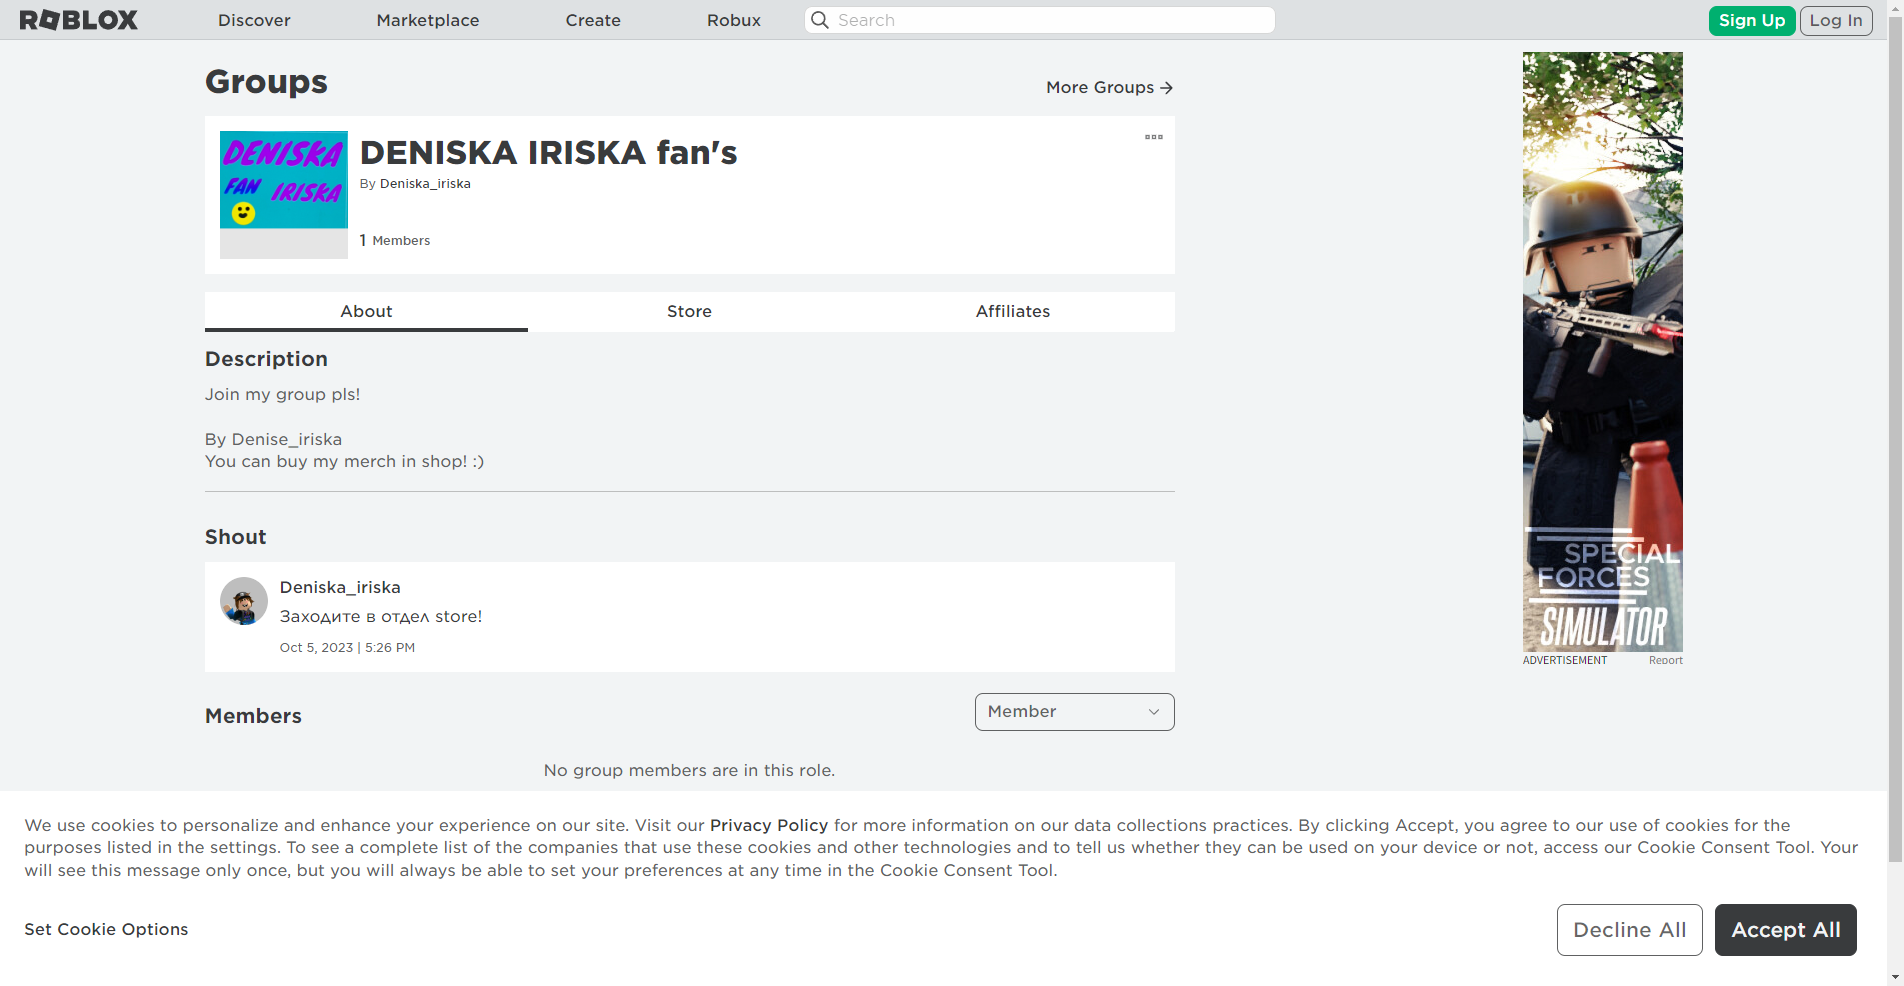 ROBLOX
Discover
Marketplace
Create
Robux
Search
Sign Up
Log In
Groups
More Groups
DENISKA
FAN IRISKA
DENISKA IRISKA fan's
By Deniska_iriska
1 Members
About
Store
Affiliates
Description
Join my group pls!
By Denise_iriska
You can buy my merch in shop! :)
Shout
Deniska_iriska
Заходите в отдел store!
Oct 5, 2023 | 5:26 PM
Members
Member
No group members are in this role.
SPECIAL
FORCES
SIMULATOR
ADVERTISEMENT
Report
We use cookies to personalize and enhance your experience on our site. Visit our Privacy Policy for more information on our data collections practices. By clicking Accept, you agree to our use of cookies for the
purposes listed in the settings. To see a complete list of the companies that use these cookies and other technologies and to tell us whether they can be used on your device or not, access our Cookie Consent Tool. Your
will see this message only once, but you will always be able to set your preferences at any time in the Cookie Consent Tool.
Set Cookie Options
Decline All
Accept All